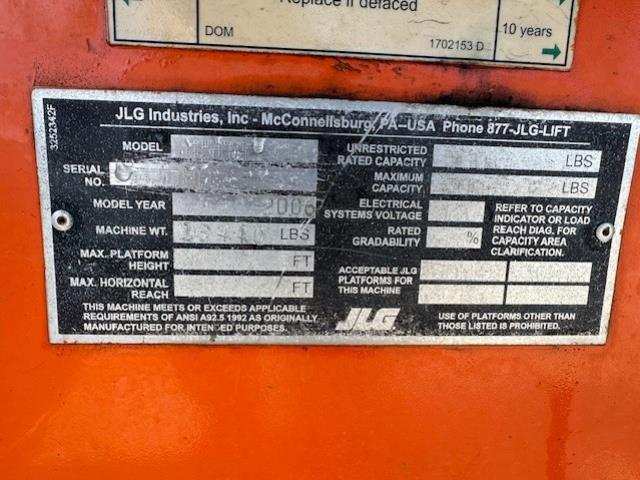 Replace if defaced
DOM
1702153 D
10 years
3252342F
JLG Industries, Inc - McConnellsburg, PA-USA Phone 877-JLG-LIFT
MODEL
SERIAL NO.
MODEL YEAR 2006
MACHINE WT. LBS
MAX. PLATFORM HEIGHT FT
MAX. HORIZONTAL REACH FT
THIS MACHINE MEETS OR EXCEEDS APPLICABLE
REQUIREMENTS OF ANSI A92.5 1992 AS ORIGINALLY
MANUFACTURED FOR INTENDED PURPOSES.
UNRESTRICTED
RATED CAPACITY LBS
MAXIMUM
CAPACITY LBS
ELECTRICAL
SYSTEMS VOLTAGE
RATED
GRADABILITY %
REFER TO CAPACITY
INDICATOR OR LOAD
REACH DIAG. FOR
CAPACITY AREA
CLARIFICATION.
ACCEPTABLE JLG
PLATFORMS FOR
THIS MACHINE
JLG
USE OF PLATFORMS OTHER THAN
THOSE LISTED IS PROHIBITED.